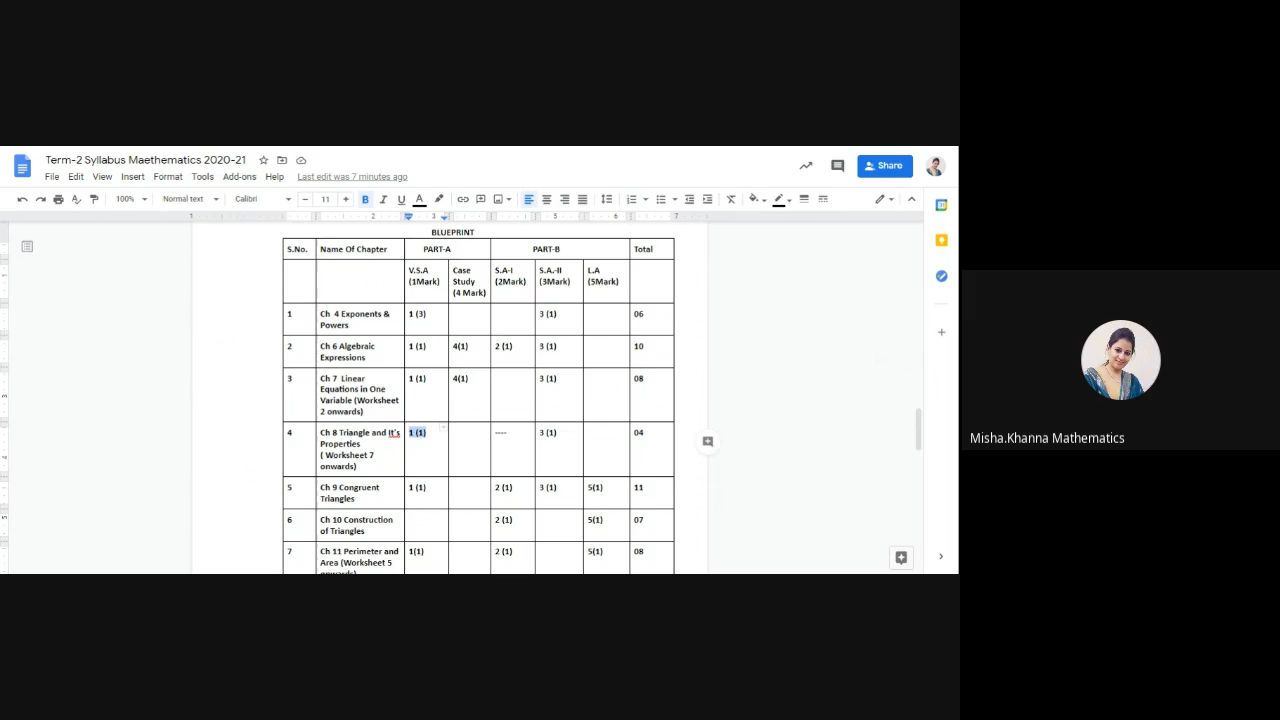 Term-2 Syllabus Maethematics 2020-21
File Edit View Insert Format Tools Add-ons Help Last edit was 7 minutes ago
Share
100% Normal text Calibri 11
BLUEPRINT
S.No. Name Of Chapter PART-A PART-B Total
V.S.A (1Mark) Case Study (4 Mark) S.A-I (2Mark) S.A.-II (3Mark) L.A (5Mark)
1 Ch 4 Exponents & Powers 1 (3) 3 (1) 06
2 Ch 6 Algebraic Expressions 1 (1) 4(1) 2 (1) 3 (1) 10
3 Ch 7 Linear Equations in One Variable (Worksheet 2 onwards) 1 (1) 4(1) 3 (1) 08
4 Ch 8 Triangle and It's Properties ( Worksheet 7 onwards) 1 (1) ---- 3 (1) 04
5 Ch 9 Congruent Triangles 1 (1) 2 (1) 3 (1) 5(1) 11
6 Ch 10 Construction of Triangles 2 (1) 5(1) 07
7 Ch 11 Perimeter and Area (Worksheet 5 onwards) 1(1) 2 (1) 5(1) 08
Misha.Khanna Mathematics